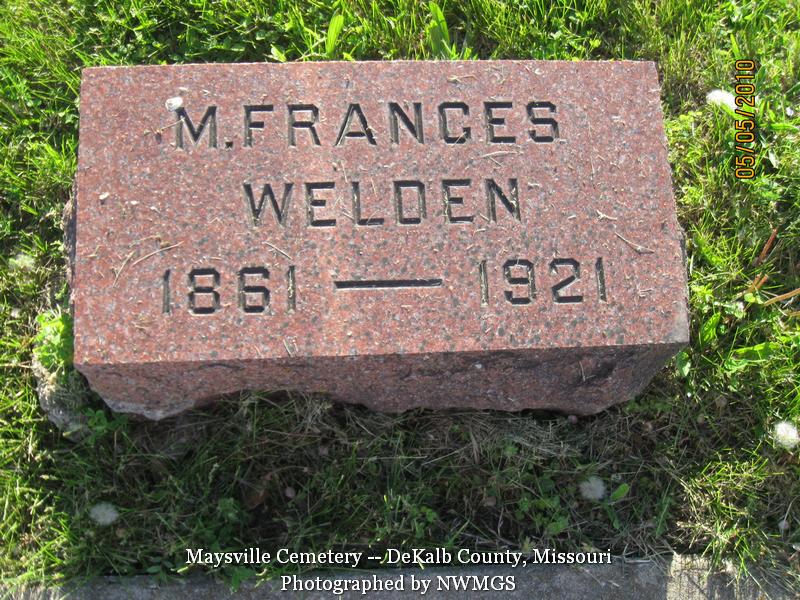 M. FRANCES
WELDEN
1861 — 1921
05/05/2010
Maysville Cemetery -- DeKalb County, Missouri
Photographed by NWMGS